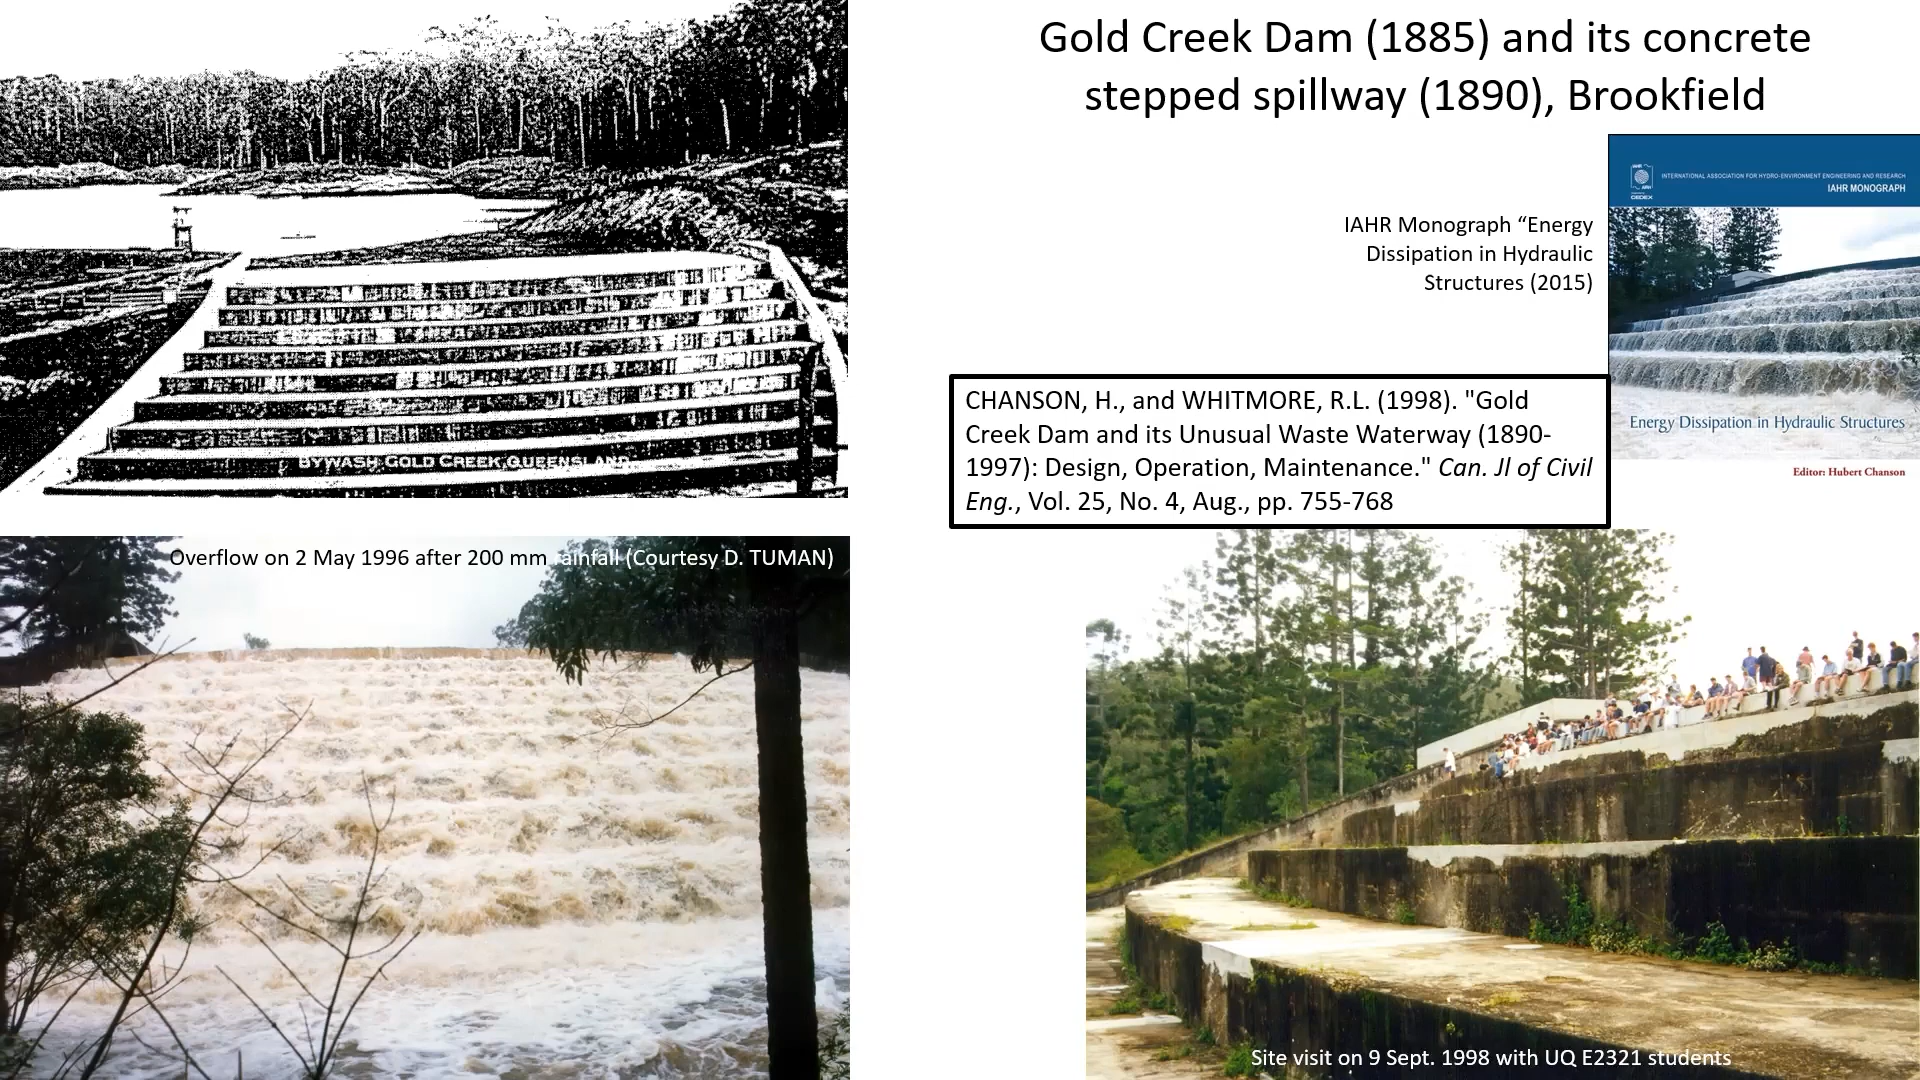 Gold Creek Dam (1885) and its concrete
stepped spillway (1890), Brookfield
INTERNATIONAL ASSOCIATION FOR HYDRO-ENVIRONMENT ENGINEERING AND RESEARCH
IAHR MONOGRAPH
IAHR Monograph “Energy
Dissipation in Hydraulic
Structures (2015)
Energy Dissipation in Hydraulic Structures
Editor: Hubert Chanson
CHANSON, H., and WHITMORE, R.L. (1998). "Gold
Creek Dam and its Unusual Waste Waterway (1890-
1997): Design, Operation, Maintenance." Can. Jl of Civil
Eng., Vol. 25, No. 4, Aug., pp. 755-768
BYWASH GOLD CREEK QUEENSLAND
Overflow on 2 May 1996 after 200 mm rainfall (Courtesy D. TUMAN)
Site visit on 9 Sept. 1998 with UQ E2321 students